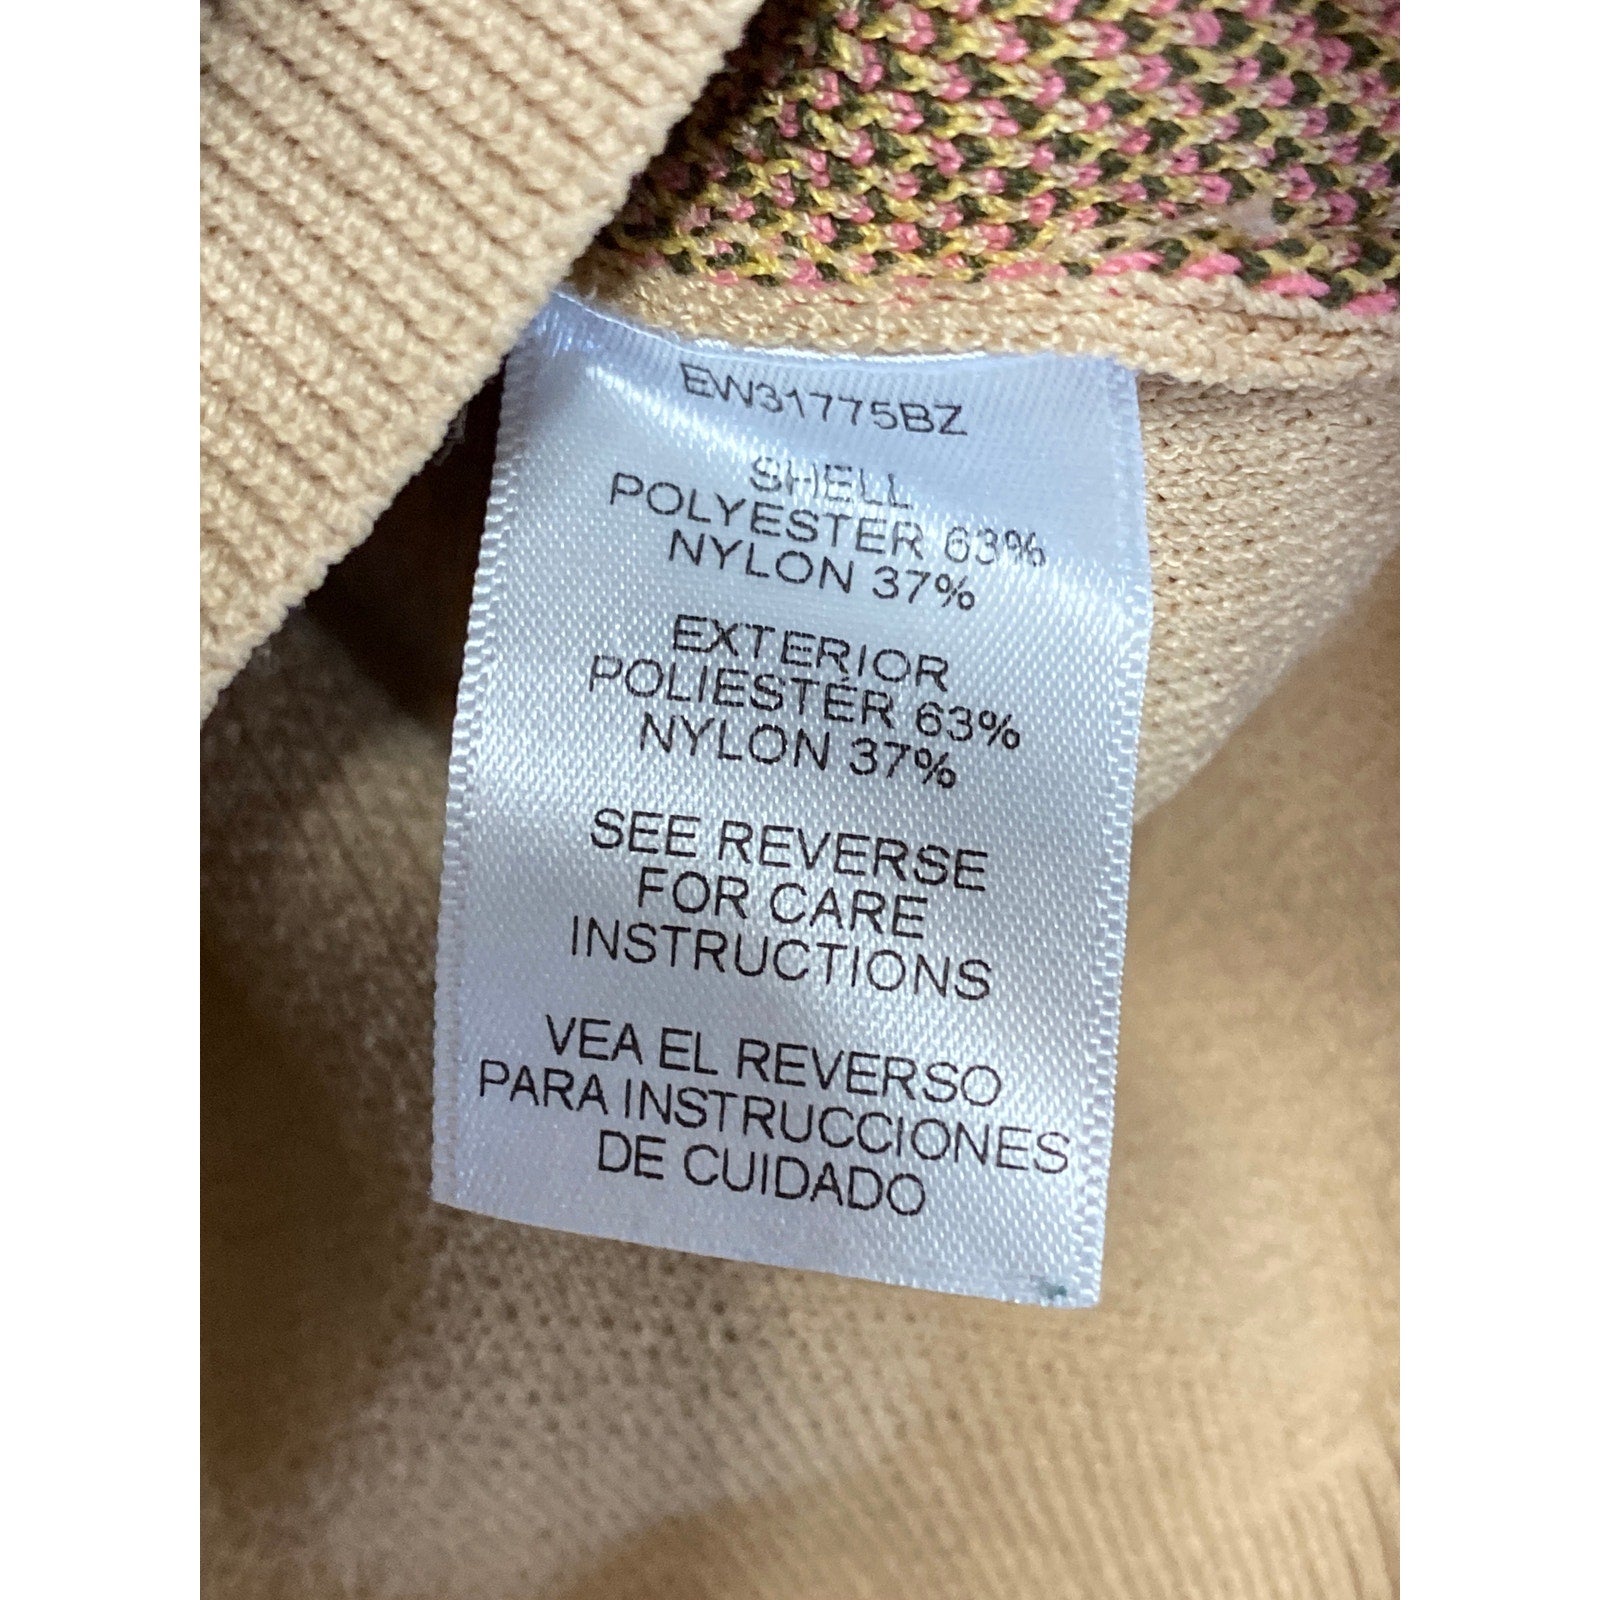 EW31775BZ
SHELL
POLYESTER 63%
NYLON 37%
EXTERIOR
POLIESTÉR 63%
NYLON 37%
SEE REVERSE
FOR CARE
INSTRUCTIONS
VEA EL REVERSO
PARA INSTRUCCIONES
DE CUIDADO